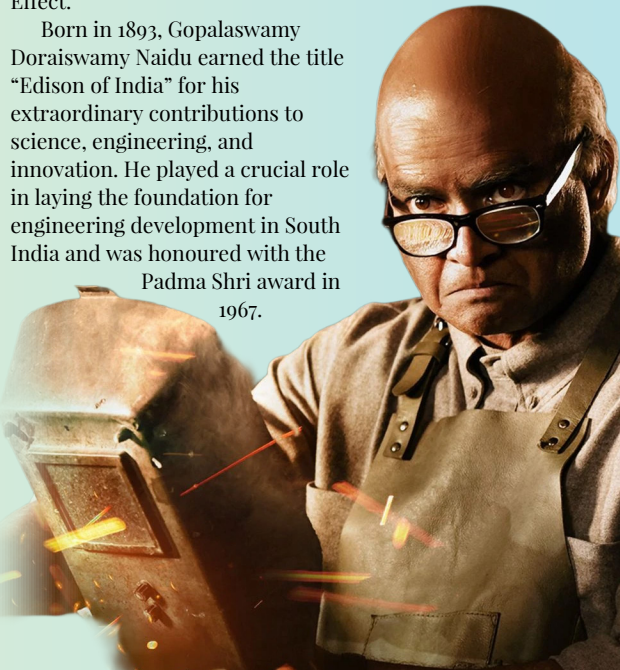 Effect.
Born in 1893, Gopalaswamy
Doraiswamy Naidu earned the title
“Edison of India” for his
extraordinary contributions to
science, engineering, and
innovation. He played a crucial role
in laying the foundation for
engineering development in South
India and was honoured with the
Padma Shri award in
1967.